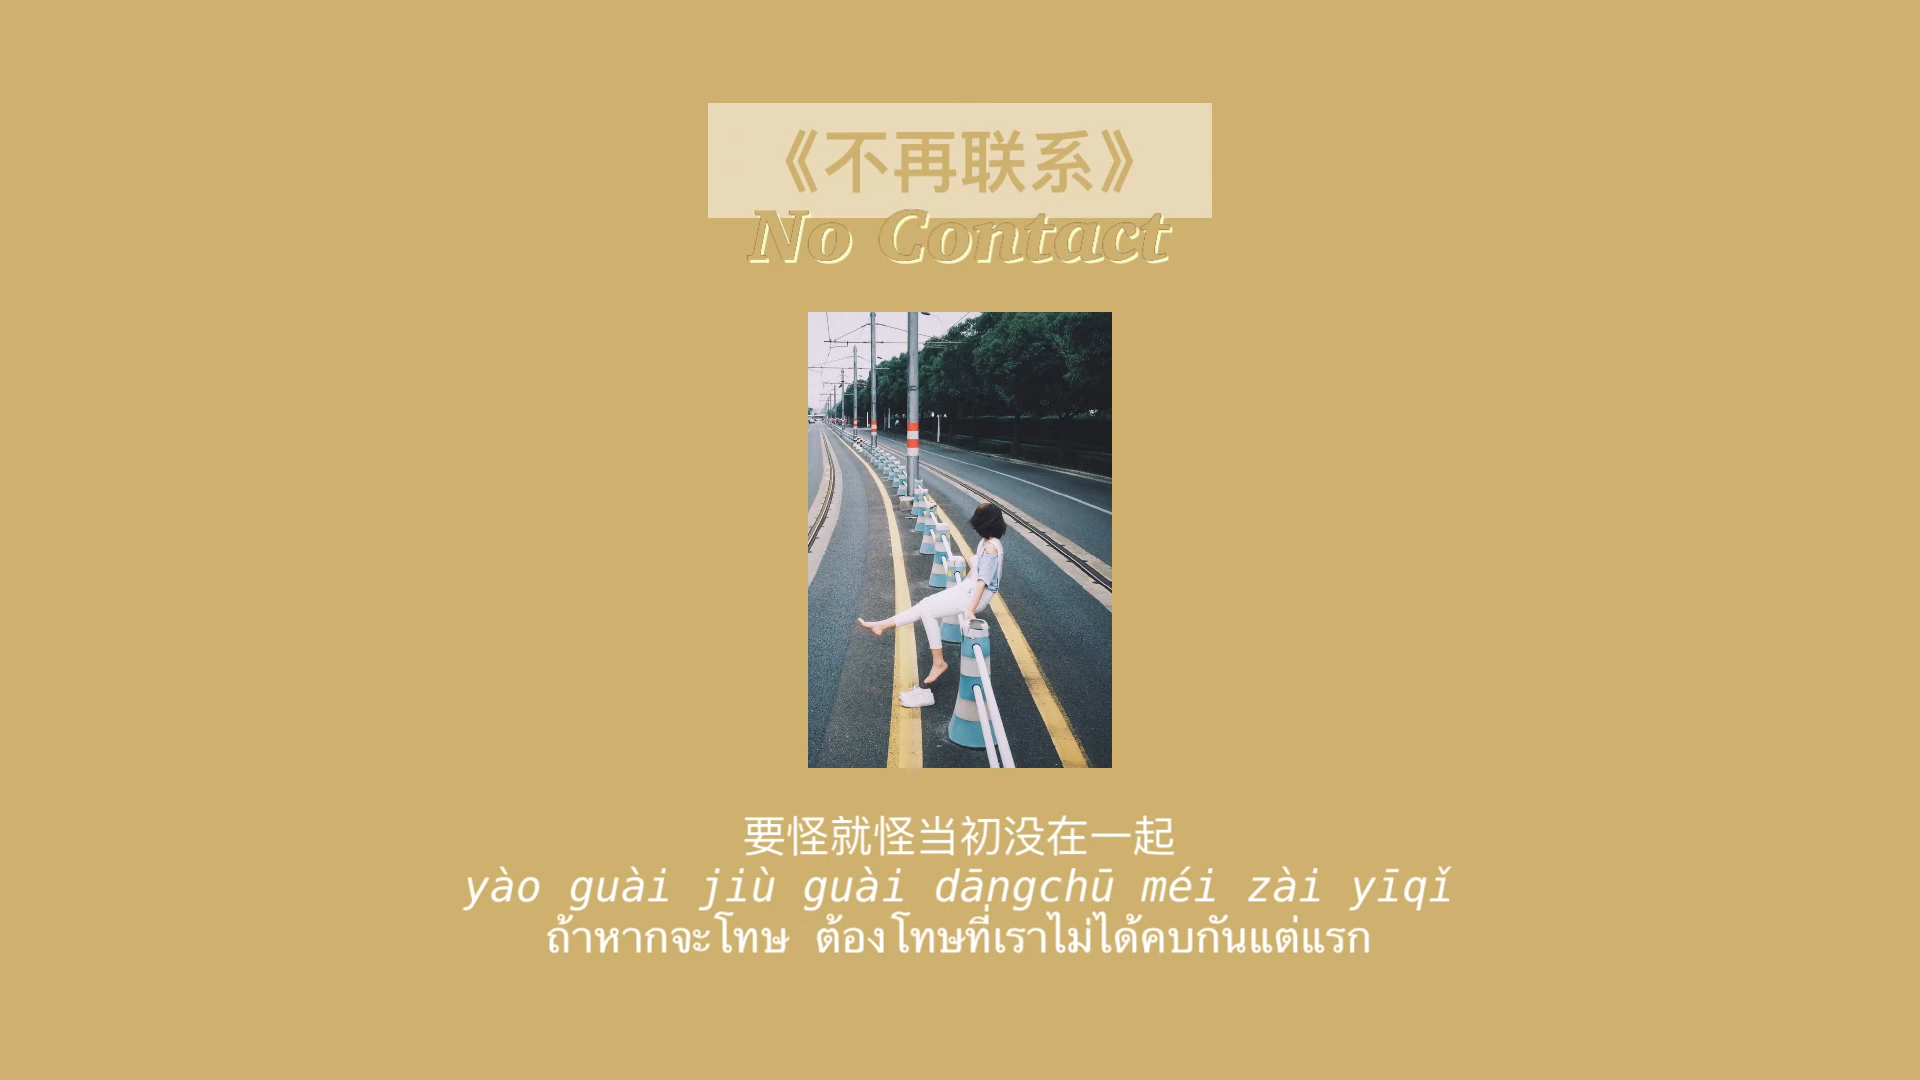 《不再联系》
No Contact
要怪就怪当初没在一起
yào guài jiù guài dāngchū méi zài yīqǐ
ถ้าหากจะโทษ ต้องโทษที่เราไม่ได้คบกันแต่แรก